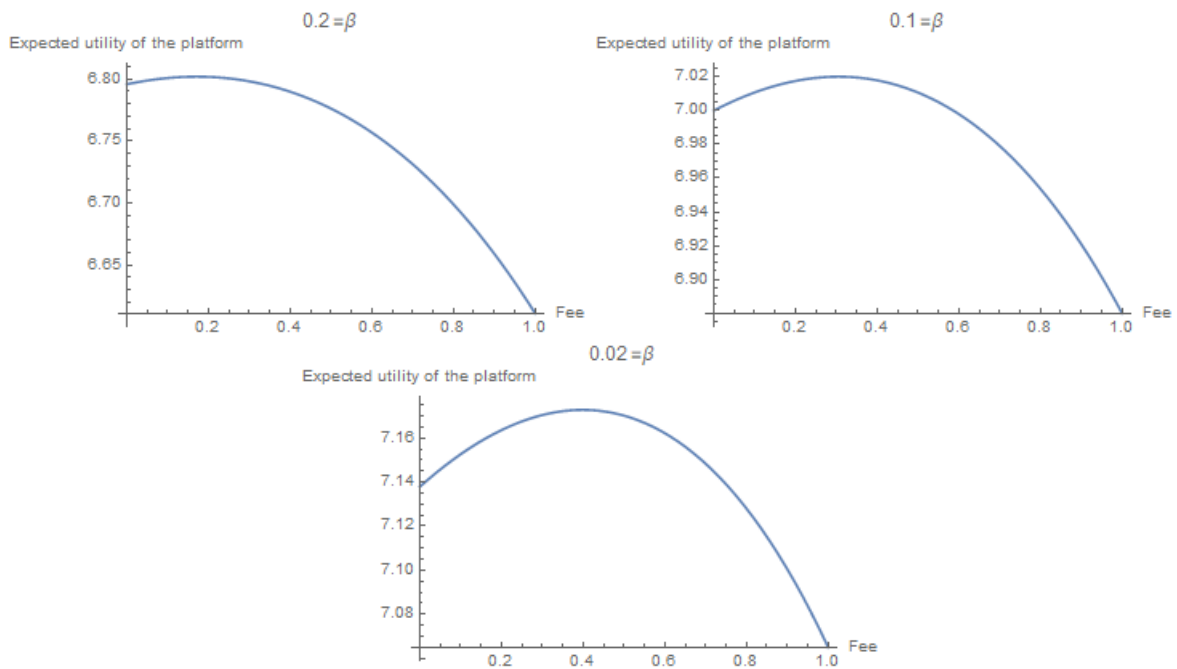 0.2=β
Expected utility of the platform
6.80
6.75
6.70
6.65
0.2 0.4 0.6 0.8 1.0 Fee
0.1=β
Expected utility of the platform
7.02
7.00
6.98
6.96
6.94
6.92
6.90
0.2 0.4 0.6 0.8 1.0 Fee
0.02=β
Expected utility of the platform
7.16
7.14
7.12
7.10
7.08
0.2 0.4 0.6 0.8 1.0 Fee